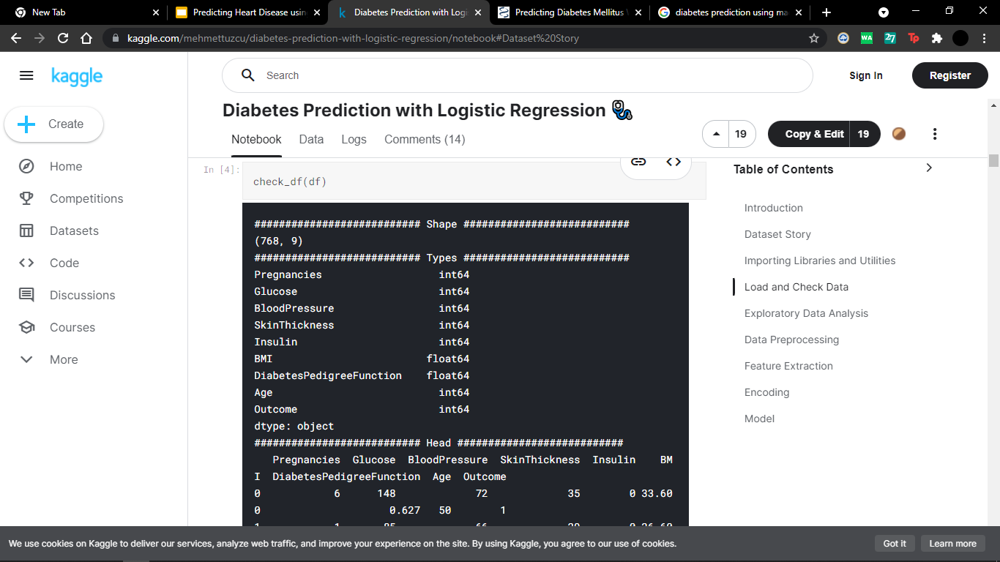 New Tab
Predicting Heart Disease usin
Diabetes Prediction with Logi
Predicting Diabetes Mellitus
diabetes prediction using ma
kaggle.com/mehmettuzcu/diabetes-prediction-with-logistic-regression/notebook#Dataset%20Story
WA
27
Tp
kaggle
Search
Sign In
Register
Create
Home
Competitions
Datasets
Code
Discussions
Courses
More
Diabetes Prediction with Logistic Regression
19
Copy & Edit 19
Notebook Data Logs Comments (14)
In [4]:
check_df(df)
########################### Shape ###########################
(768, 9)
########################### Types ###########################
Pregnancies int64
Glucose int64
BloodPressure int64
SkinThickness int64
Insulin int64
BMI float64
DiabetesPedigreeFunction float64
Age int64
Outcome int64
dtype: object
########################### Head ###########################
Pregnancies Glucose BloodPressure SkinThickness Insulin BM
I DiabetesPedigreeFunction Age Outcome
0 6 148 72 35 0 33.60
0 0.627 50 1
Table of Contents
Introduction
Dataset Story
Importing Libraries and Utilities
Load and Check Data
Exploratory Data Analysis
Data Preprocessing
Feature Extraction
Encoding
Model
We use cookies on Kaggle to deliver our services, analyze web traffic, and improve your experience on the site. By using Kaggle, you agree to our use of cookies.
Got it
Learn more